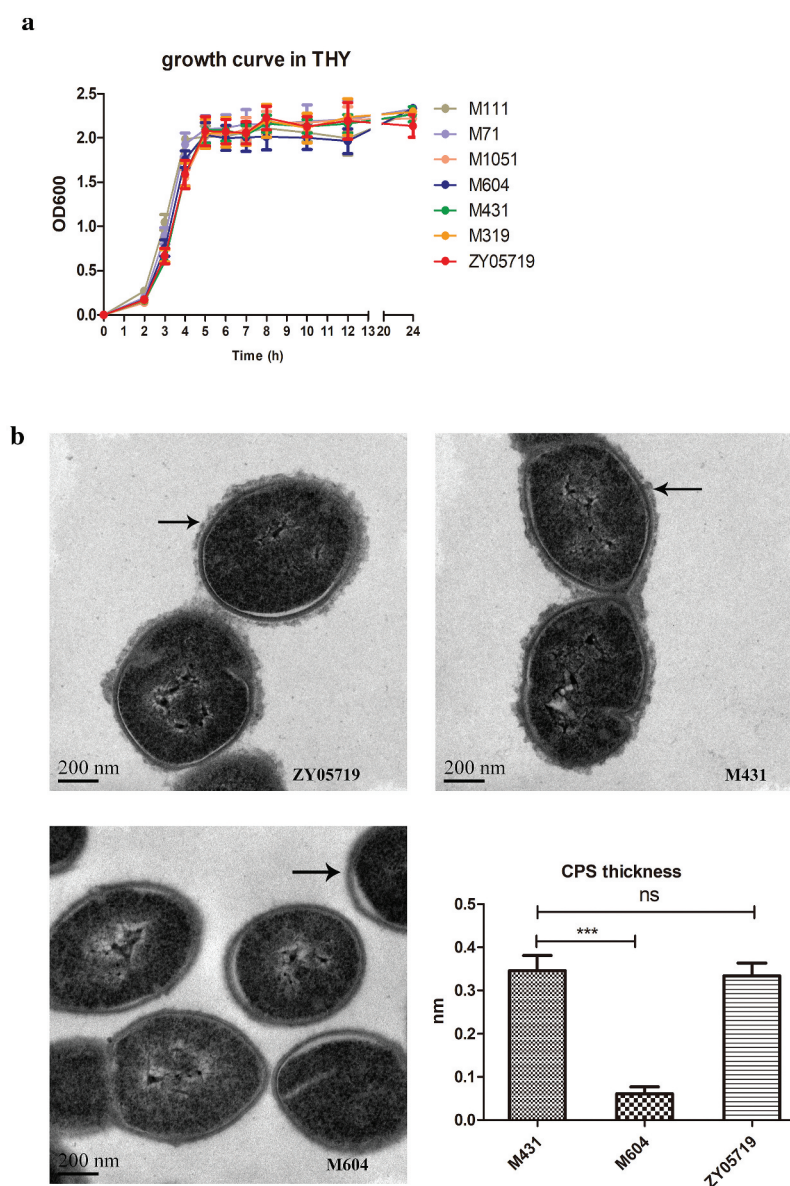 a
growth curve in THY
OD600
2.5
2.0
1.5
1.0
0.5
0.0
0 1 2 3 4 5 6 7 8 9 10 11 12 13 20 24
Time (h)
M111
M71
M1051
M604
M431
M319
ZY05719
b
200 nm
ZY05719
200 nm
M431
200 nm
M604
CPS thickness
ns
***
nm
0.5
0.4
0.3
0.2
0.1
0.0
M431
M604
ZY05719